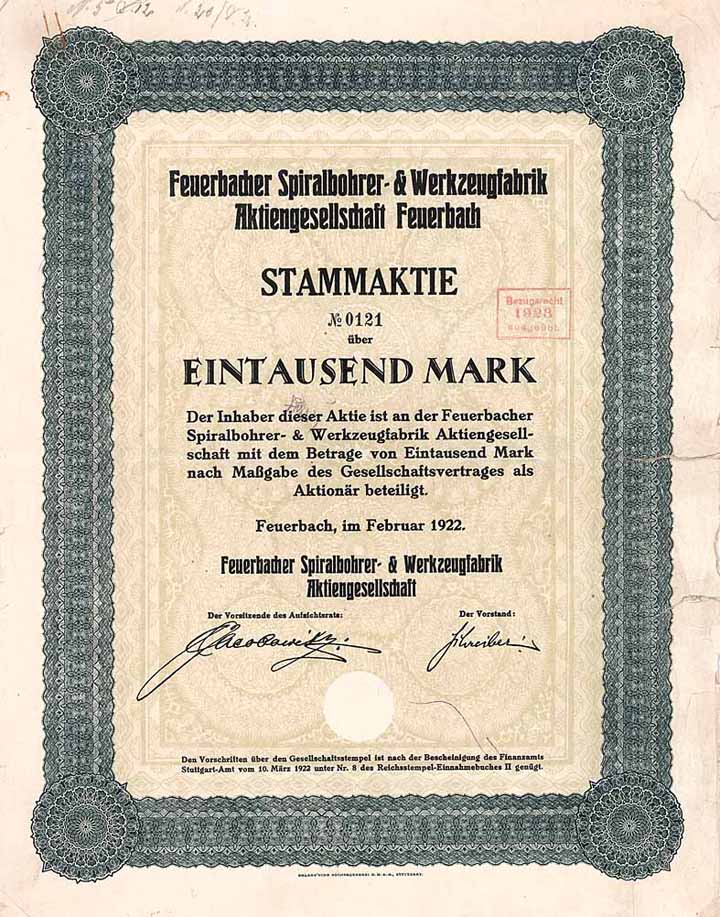 Feuerbacher Spiralbohrer- & Werkzeugfabrik
Aktiengesellschaft Feuerbach
STAMMAKTIE
№ 0121
über
EINTAUSEND MARK
Bezugsrecht
1923
ausgeübt
Der Inhaber dieser Aktie ist an der Feuerbacher
Spiralbohrer- & Werkzeugfabrik Aktiengesell-
schaft mit dem Betrage von Eintausend Mark
nach Maßgabe des Gesellschaftsvertrages als
Aktionär beteiligt.
Feuerbach, im Februar 1922.
Feuerbacher Spiralbohrer- & Werkzeugfabrik
Aktiengesellschaft
Der Vorsitzende des Aufsichtsrats:
Der Vorstand:
Schreiber
Den Vorschriften über den Gesellschaftsstempel ist nach der Bescheinigung des Finanzamts
Stuttgart-Amt vom 10. März 1922 unter Nr. 8 des Reichsstempel-Einnahmebuches II genügt.